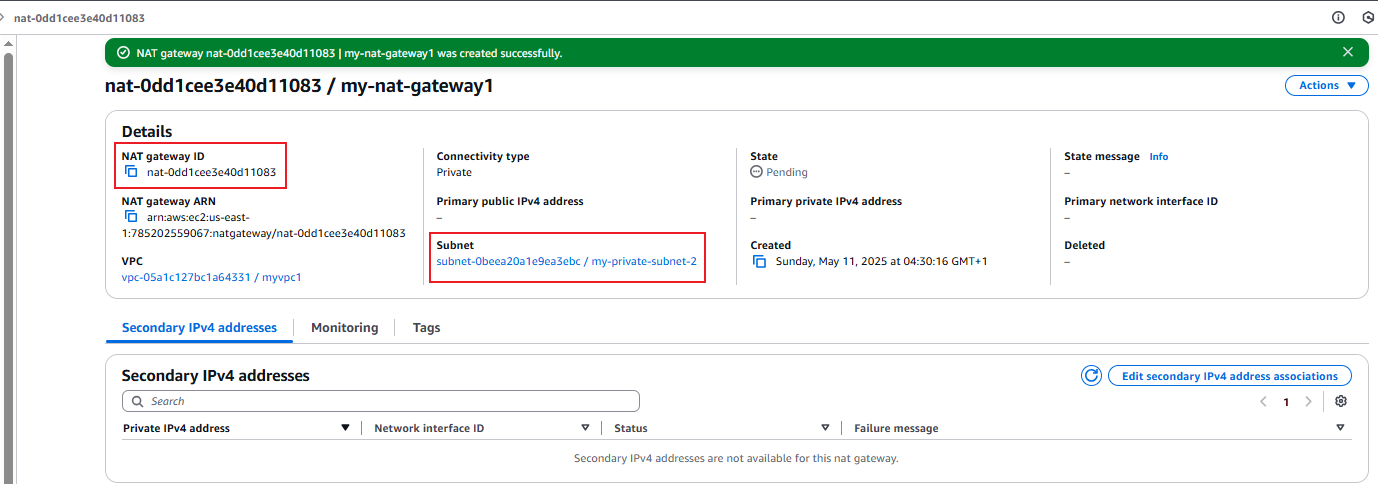 nat-0dd1cee3e40d11083
NAT gateway nat-0dd1cee3e40d11083 | my-nat-gateway1 was created successfully.
nat-0dd1cee3e40d11083 / my-nat-gateway1
Actions
Details
NAT gateway ID
nat-0dd1cee3e40d11083
NAT gateway ARN
arn:aws:ec2:us-east-
1:785202559067:natgateway/nat-0dd1cee3e40d11083
VPC
vpc-05a1c127bc1a64331 / myvpc1
Connectivity type
Private
Primary public IPv4 address
–
Subnet
subnet-0beea20a1e9ea3ebc / my-private-subnet-2
State
Pending
Primary private IPv4 address
–
Created
Sunday, May 11, 2025 at 04:30:16 GMT+1
State message Info
–
Primary network interface ID
–
Deleted
–
Secondary IPv4 addresses Monitoring Tags
Secondary IPv4 addresses
Edit secondary IPv4 address associations
Search
1
Private IPv4 address Network interface ID Status Failure message
Secondary IPv4 addresses are not available for this nat gateway.